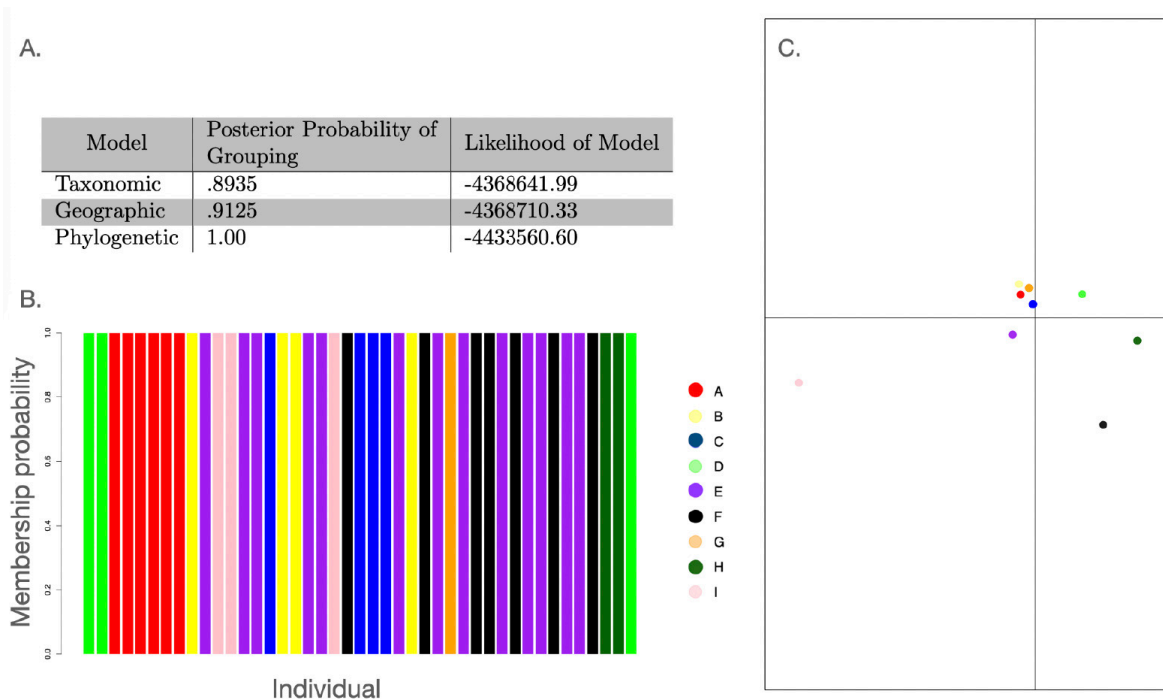 A.
Model
Posterior Probability of
Grouping
Likelihood of Model
Taxonomic .8935 -4368641.99
Geographic .9125 -4368710.33
Phylogenetic 1.00 -4433560.60
B.
Membership probability
1.0
0.8
0.6
0.4
0.2
0.0
Individual
A
B
C
D
E
F
G
H
I
C.